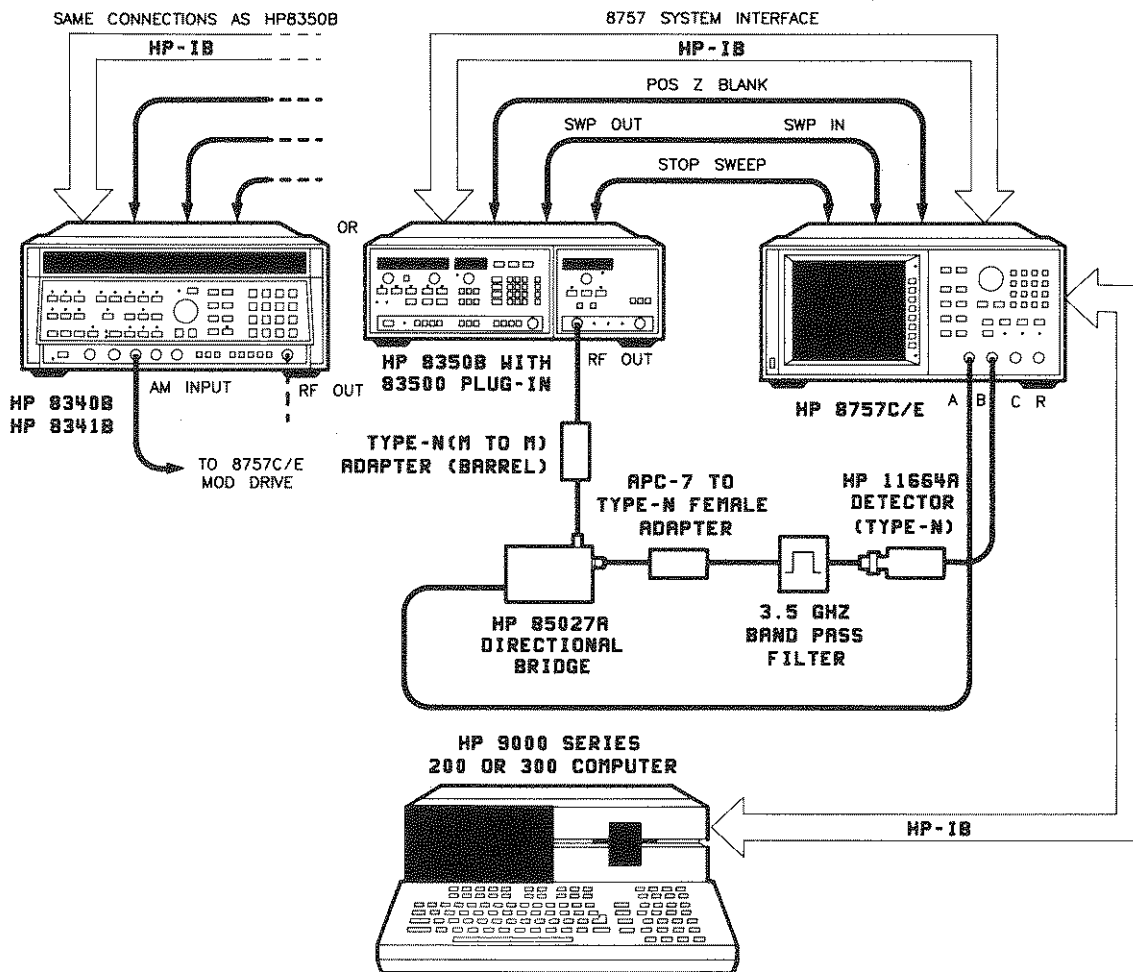 SAME CONNECTIONS AS HP8350B
HP-IB
8757 SYSTEM INTERFACE
HP-IB
POS Z BLANK
SWP OUT
SWP IN
STOP SWEEP
OR
AM INPUT
RF OUT
HP 8340B
HP 8341B
TO 8757C/E
MOD DRIVE
HP 8350B WITH
83500 PLUG-IN
RF OUT
HP 8757C/E
A
B
C
R
TYPE-N(M TO M)
ADAPTER (BARREL)
APC-7 TO
TYPE-N FEMALE
ADAPTER
HP 11664A
DETECTOR
(TYPE-N)
HP 85027A
DIRECTIONAL
BRIDGE
3.5 GHZ
BAND PASS
FILTER
HP 9000 SERIES
200 OR 300 COMPUTER
HP-IB